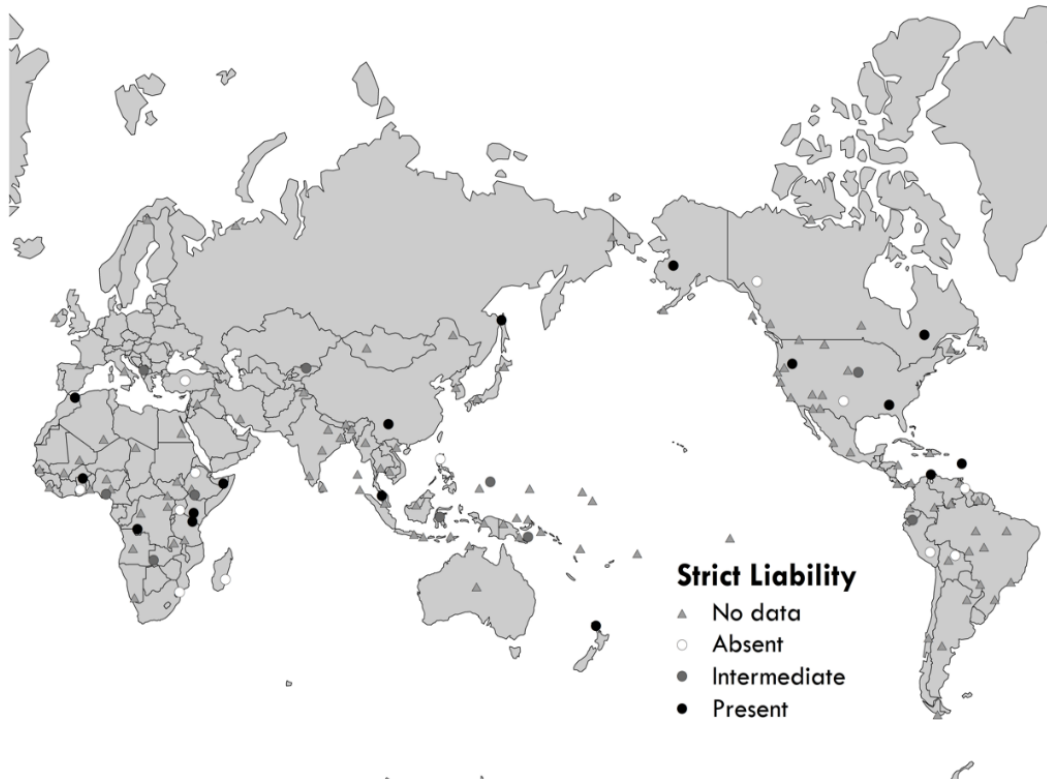 Strict Liability
No data
Absent
Intermediate
Present